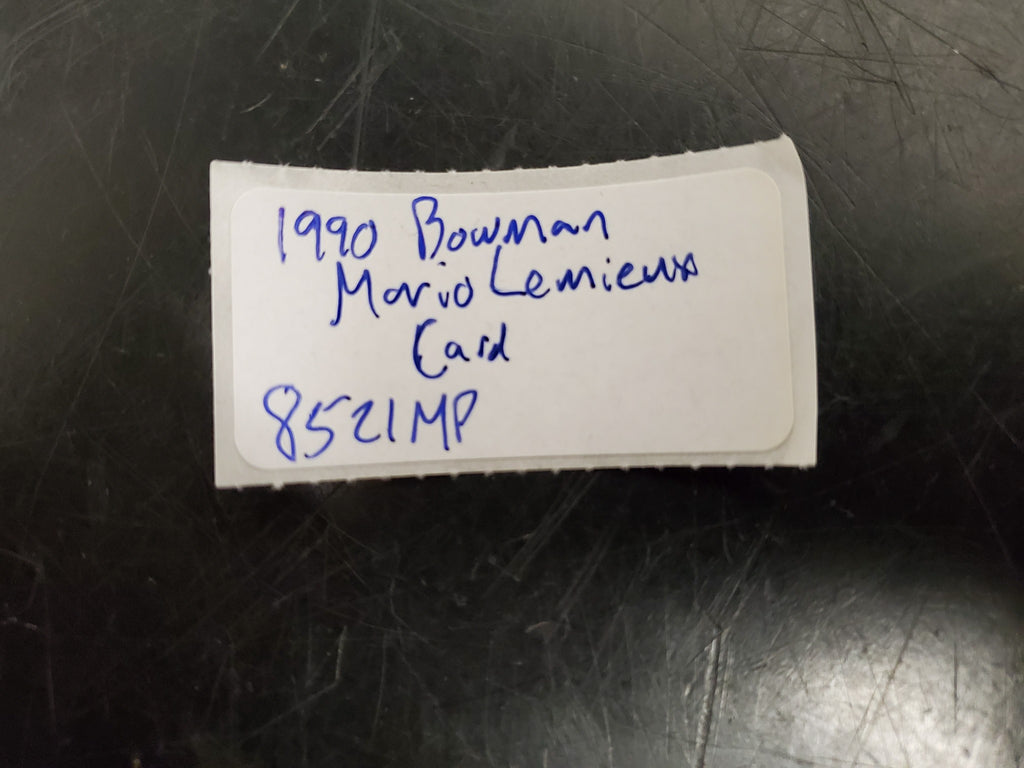 1990 Bowman
Mario Lemieux
Card
8521MP